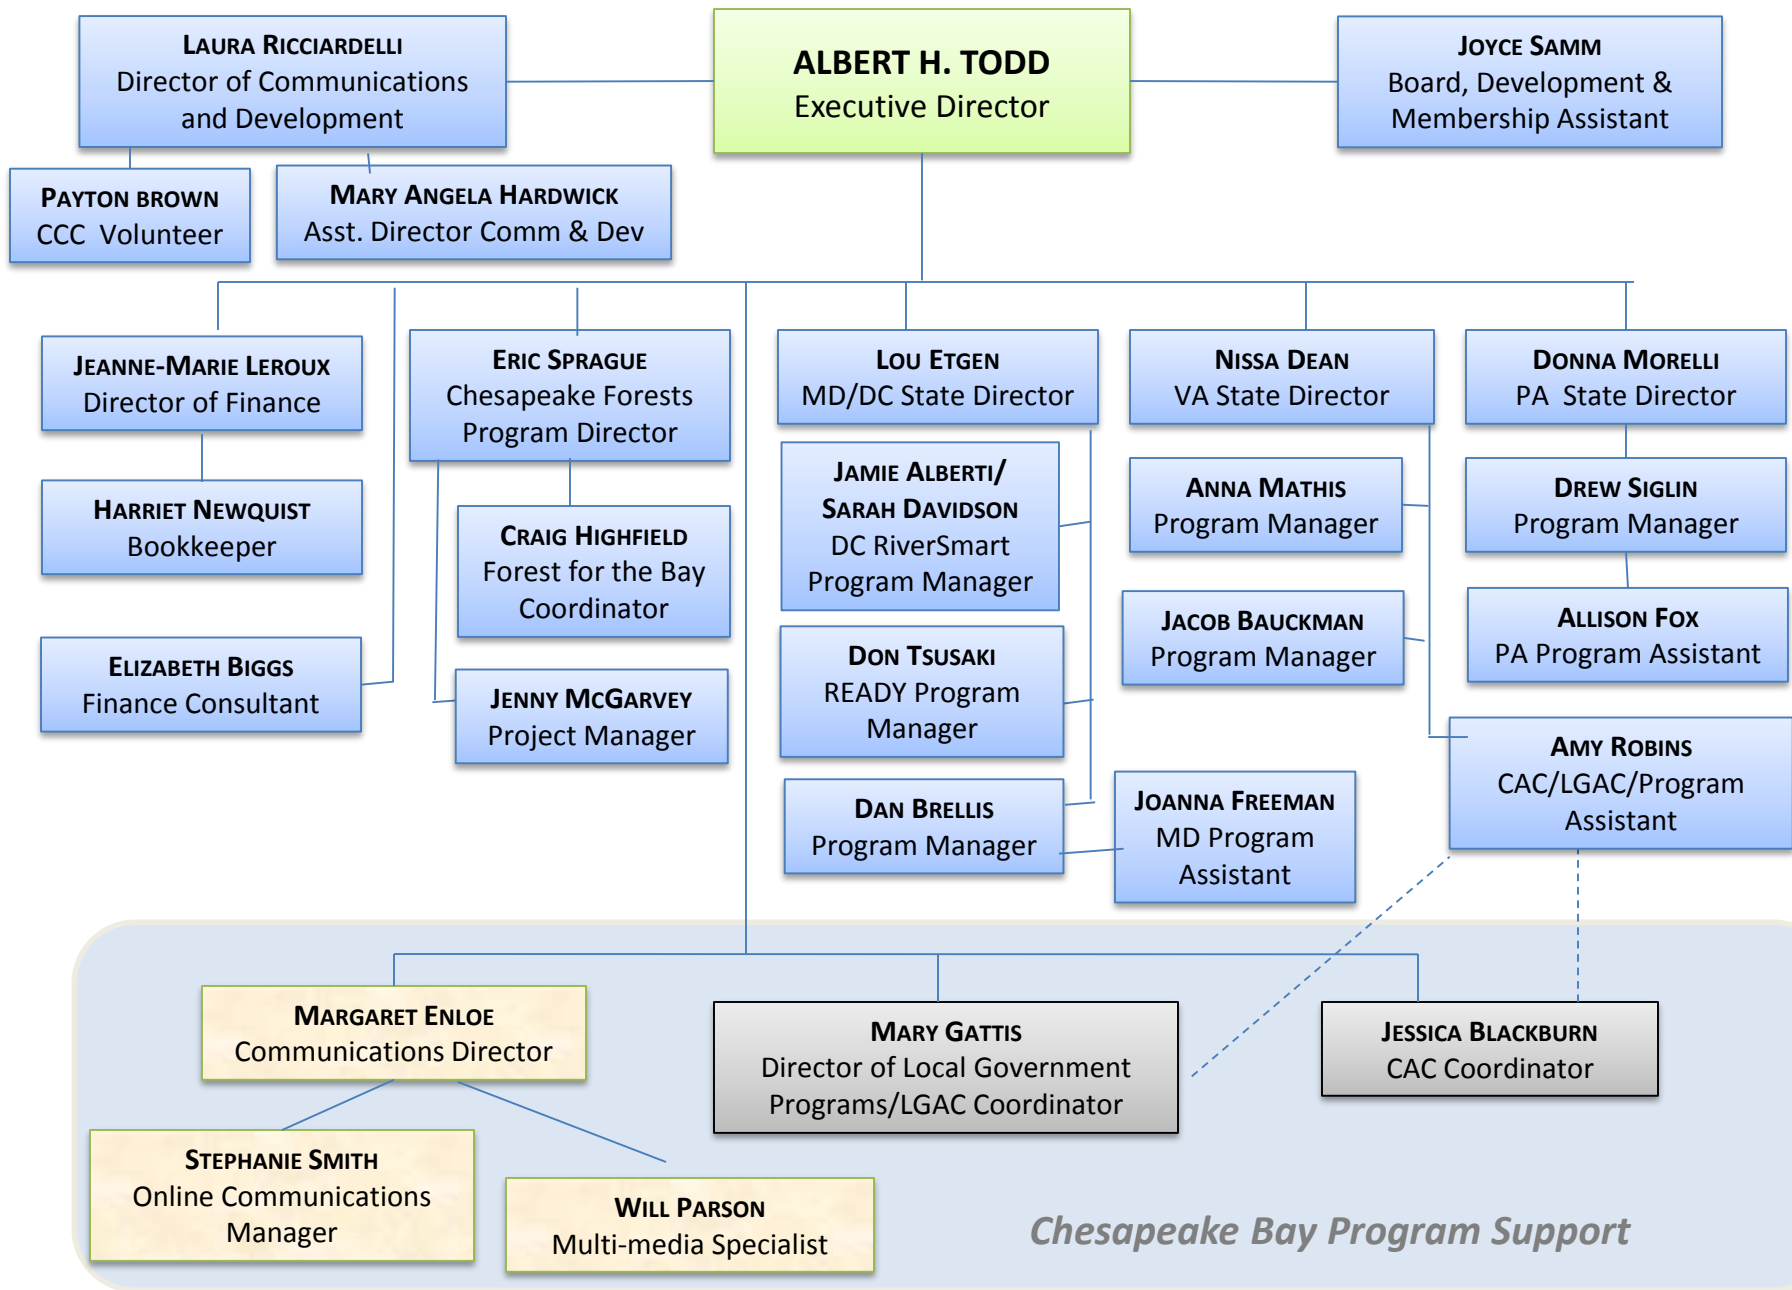 LAURA RICCIARDELLI
Director of Communications
and Development
ALBERT H. TODD
Executive Director
JOYCE SAMM
Board, Development &
Membership Assistant
PAYTON BROWN
CCC Volunteer
MARY ANGELA HARDWICK
Asst. Director Comm & Dev
JEANNE-MARIE LEROUX
Director of Finance
ERIC SPRAGUE
Chesapeake Forests
Program Director
LOU ETGEN
MD/DC State Director
NISSA DEAN
VA State Director
DONNA MORELLI
PA State Director
HARRIET NEWQUIST
Bookkeeper
CRAIG HIGHFIELD
Forest for the Bay
Coordinator
JAMIE ALBERTI/
SARAH DAVIDSON
DC RiverSmart
Program Manager
ANNA MATHIS
Program Manager
DREW SIGLIN
Program Manager
ELIZABETH BIGGS
Finance Consultant
JENNY MCGARVEY
Project Manager
DON TSUSAKI
READY Program
Manager
JACOB BAUCKMAN
Program Manager
ALLISON FOX
PA Program Assistant
DAN BRELLIS
Program Manager
JOANNA FREEMAN
MD Program
Assistant
AMY ROBINS
CAC/LGAC/Program
Assistant
MARGARET ENLOE
Communications Director
MARY GATTIS
Director of Local Government
Programs/LGAC Coordinator
JESSICA BLACKBURN
CAC Coordinator
STEPHANIE SMITH
Online Communications
Manager
WILL PARSON
Multi-media Specialist
Chesapeake Bay Program Support